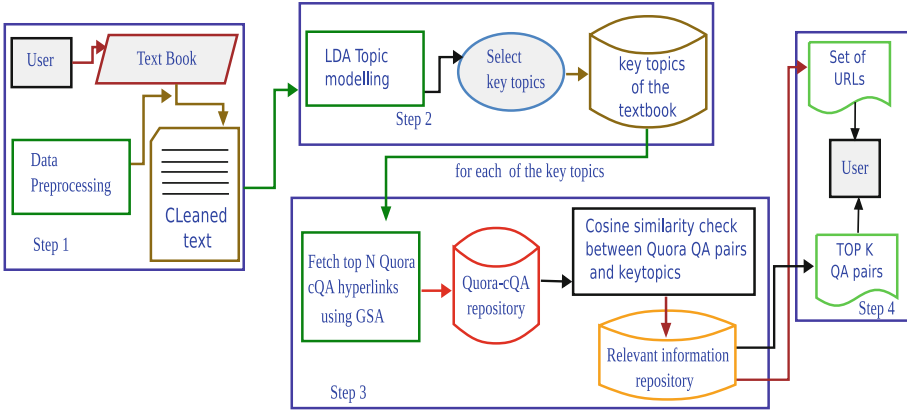 User
Text Book
Data
Preprocessing
CLeaned
text
Step 1
LDA Topic
modelling
Select
key topics
key topics
of the
textbook
Step 2
for each of the key topics
Fetch top N Quora
cQA hyperlinks
using GSA
Quora-cQA
repository
Cosine similarity check
between Quora QA pairs
and keytopics
Relevant information
repository
Step 3
Set of
URLs
User
TOP K
QA pairs
Step 4